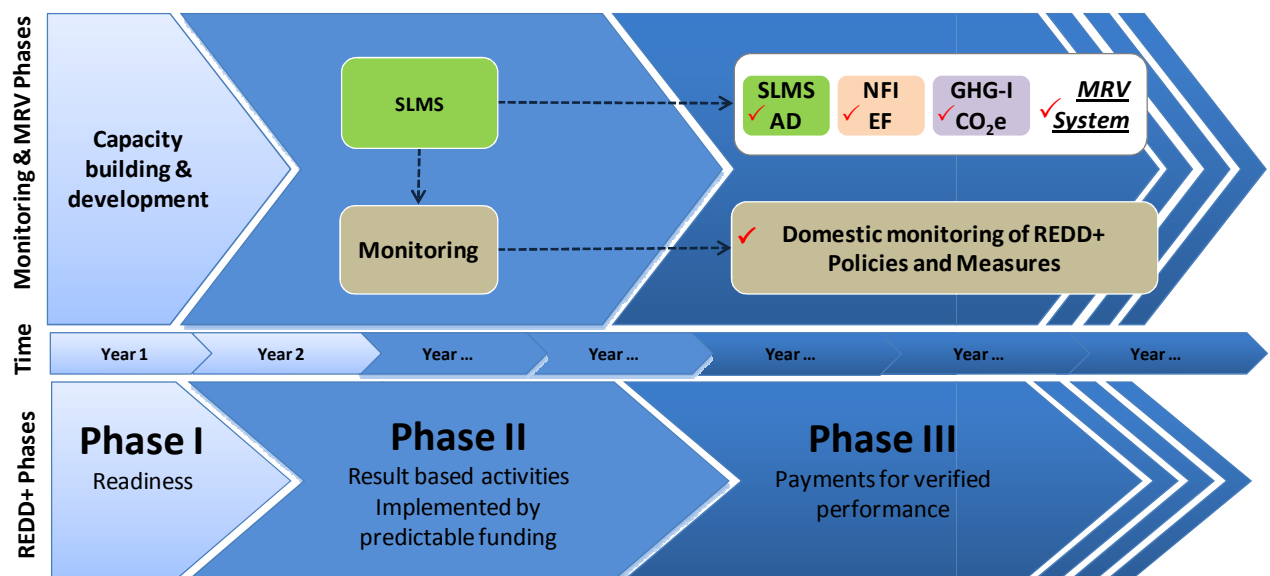 Monitoring & MRV Phases
Capacity
building &
development
SLMS
Monitoring
SLMS
AD
NFI
EF
GHG-I
CO₂e
MRV
System
Domestic monitoring of REDD+
Policies and Measures
Time
Year 1
Year 2
Year ...
Year ...
Year ...
Year ...
Year ...
REDD+ Phases
Phase I
Readiness
Phase II
Result based activities
Implemented by
predictable funding
Phase III
Payments for verified
performance